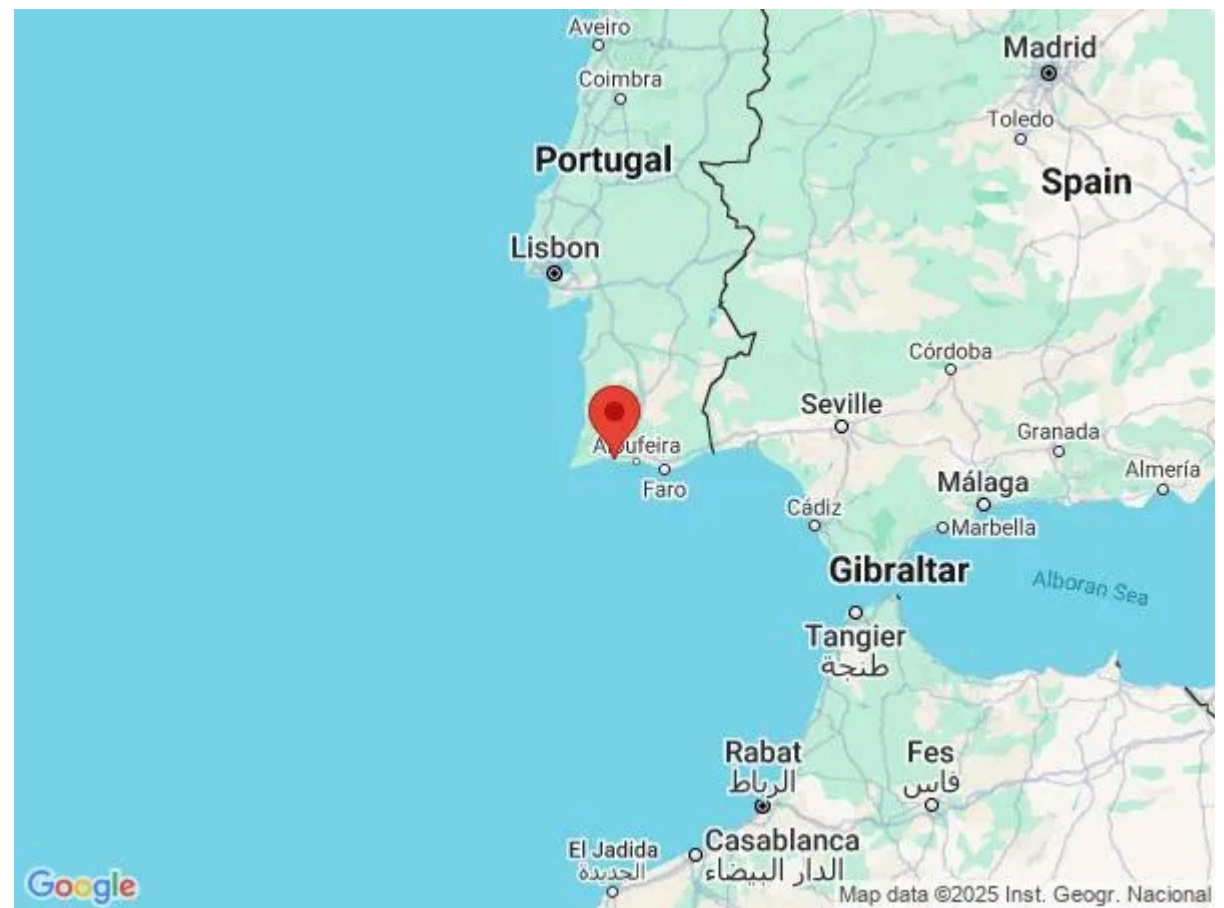 Aveiro
Coimbra
Madrid
Toledo
Portugal
Spain
Lisbon
Córdoba
Seville
Granada
Albufeira
Almería
Málaga
Faro
Cádiz
Marbella
Gibraltar
Alboran Sea
Tangier
طنجة
Rabat
الرباط
Fes
فاس
Casablanca
الدار البيضاء
El Jadida
الجديدة
Google
Map data ©2025 Inst. Geogr. Nacional